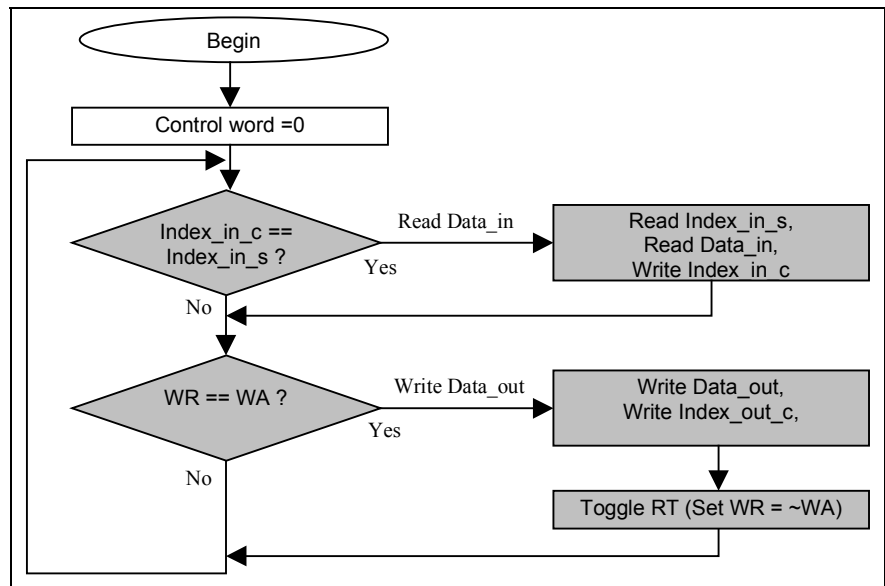 Begin
Control word =0
Index_in_c ==
Index_in_s ?
Read Data_in
Yes
Read Index_in_s,
Read Data_in,
Write Index_in_c
No
WR == WA ?
Write Data_out
Yes
Write Data_out,
Write Index_out_c,
No
Toggle RT (Set WR = ~WA)